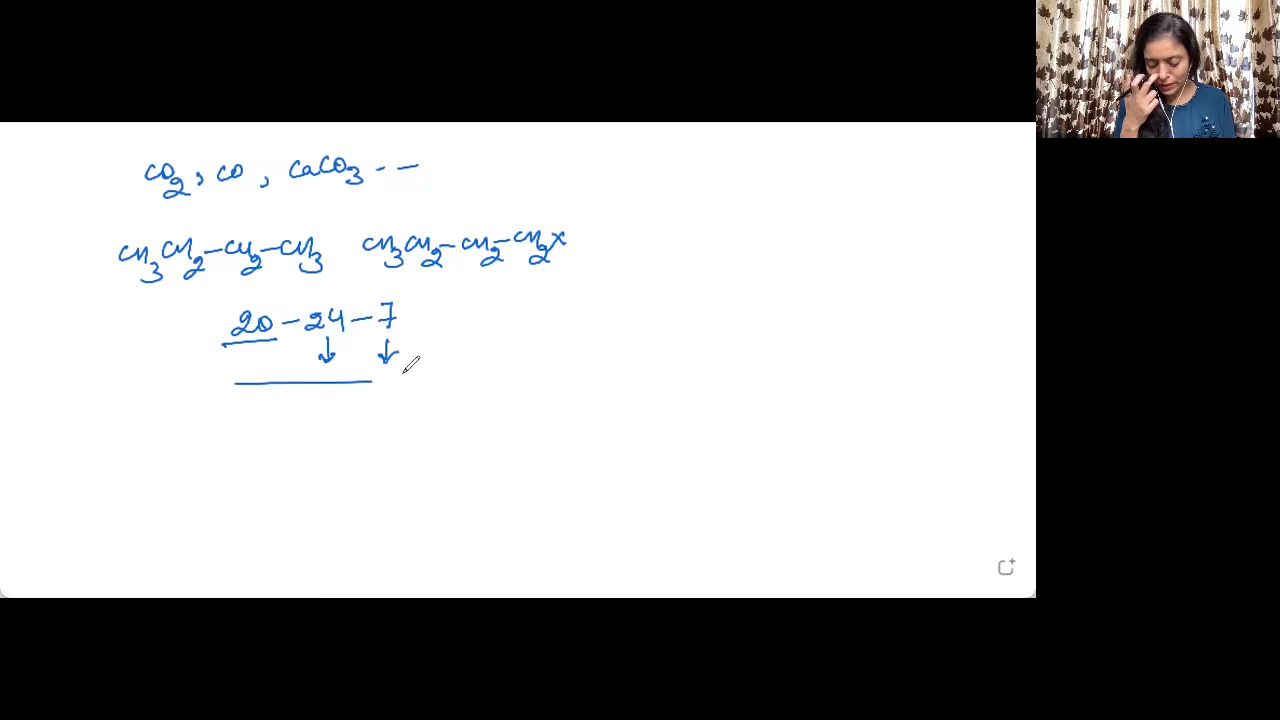 CO2, CO, CaCO3 - —
CH3CH2-CH2-CH3 CH3CH2-CH2-CH2X
20 - 24 - 7